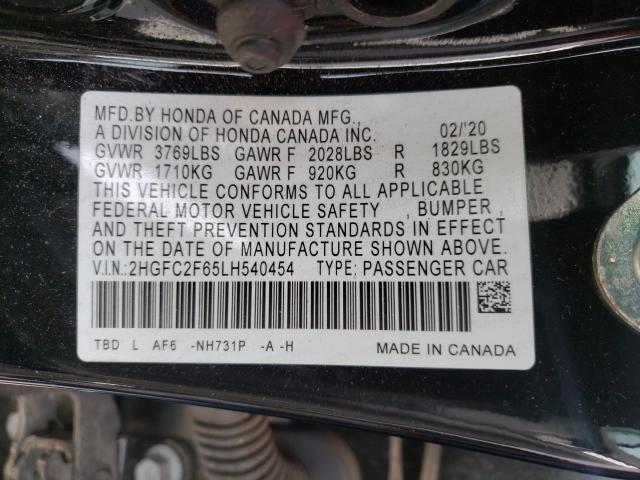 MFD.BY HONDA OF CANADA MFG.,
A DIVISION OF HONDA CANADA INC. 02/'20
GVWR 3769LBS GAWR F 2028LBS R 1829LBS
GVWR 1710KG GAWR F 920KG R 830KG
THIS VEHICLE CONFORMS TO ALL APPLICABLE
FEDERAL MOTOR VEHICLE SAFETY , BUMPER ,
AND THEFT PREVENTION STANDARDS IN EFFECT
ON THE DATE OF MANUFACTURE SHOWN ABOVE.
V.I.N.:2HGFC2F65LH540454 TYPE: PASSENGER CAR
TBD L AF6 -NH731P -A -H MADE IN CANADA